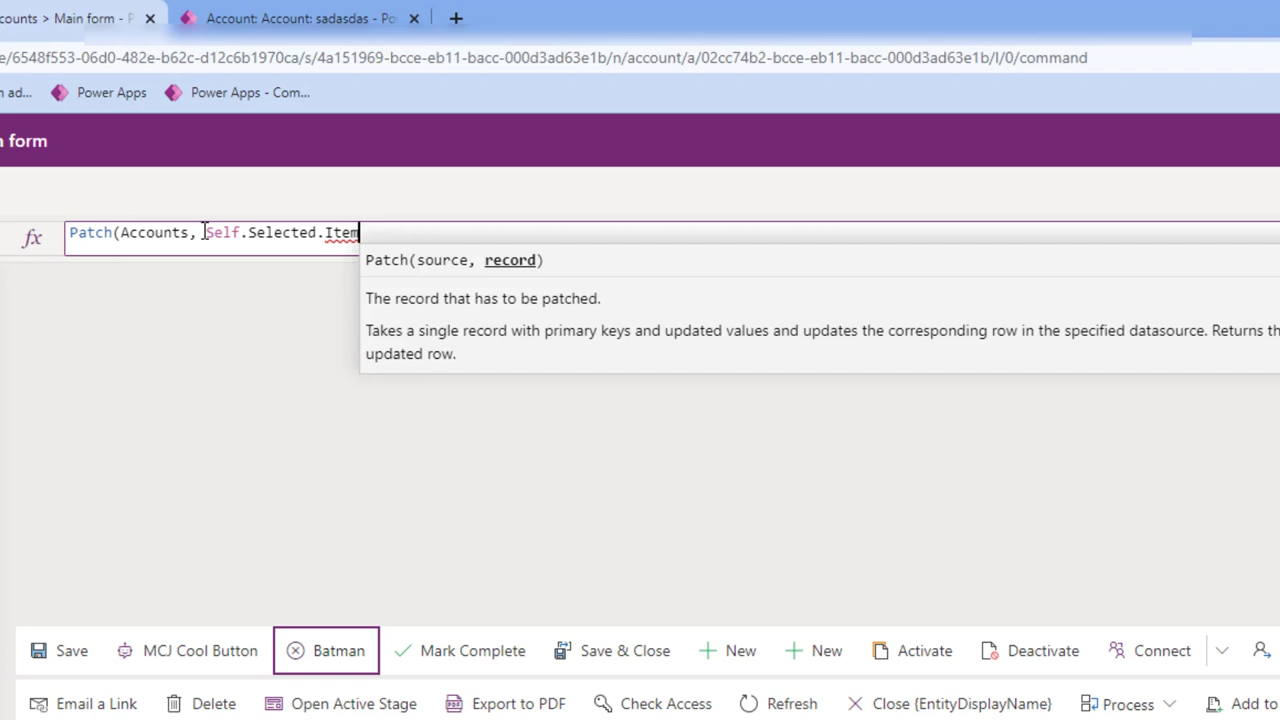 ccounts > Main form - P
Account: Account: sadasdas - Po
e/6548f553-06d0-482e-b62c-d12c6b1970ca/s/4a151969-bcce-eb11-bacc-000d3ad63e1b/n/account/a/02cc74b2-bcce-eb11-bacc-000d3ad63e1b/l/0/command
n ad...
Power Apps
Power Apps - Com...
n form
fx
Patch(Accounts, Self.Selected.Item
Patch(source, record)
The record that has to be patched.
Takes a single record with primary keys and updated values and updates the corresponding row in the specified datasource. Returns th
updated row.
Save
MCJ Cool Button
Batman
Mark Complete
Save & Close
New
New
Activate
Deactivate
Connect
Email a Link
Delete
Open Active Stage
Export to PDF
Check Access
Refresh
Close {EntityDisplayName}
Process
Add to